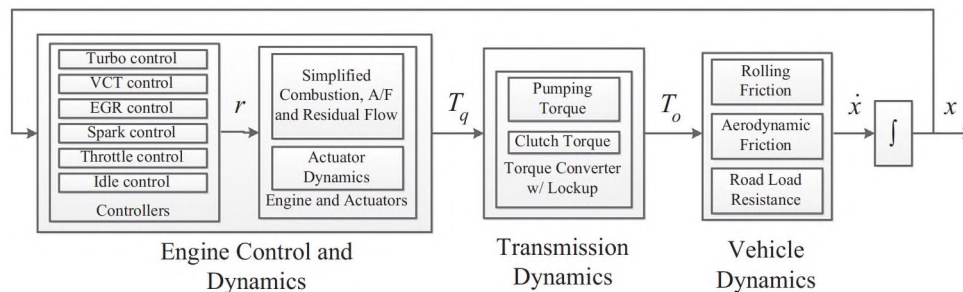 Turbo control
VCT control
EGR control
Spark control
Throttle control
Idle control
Controllers
r
Simplified
Combustion, A/F
and Residual Flow
Actuator
Dynamics
Engine and Actuators
Engine Control and
Dynamics
T_q
Pumping
Torque
Clutch Torque
Torque Converter
w/ Lockup
Transmission
Dynamics
T_o
Rolling
Friction
Aerodynamic
Friction
Road Load
Resistance
Vehicle
Dynamics
ẋ
∫
x